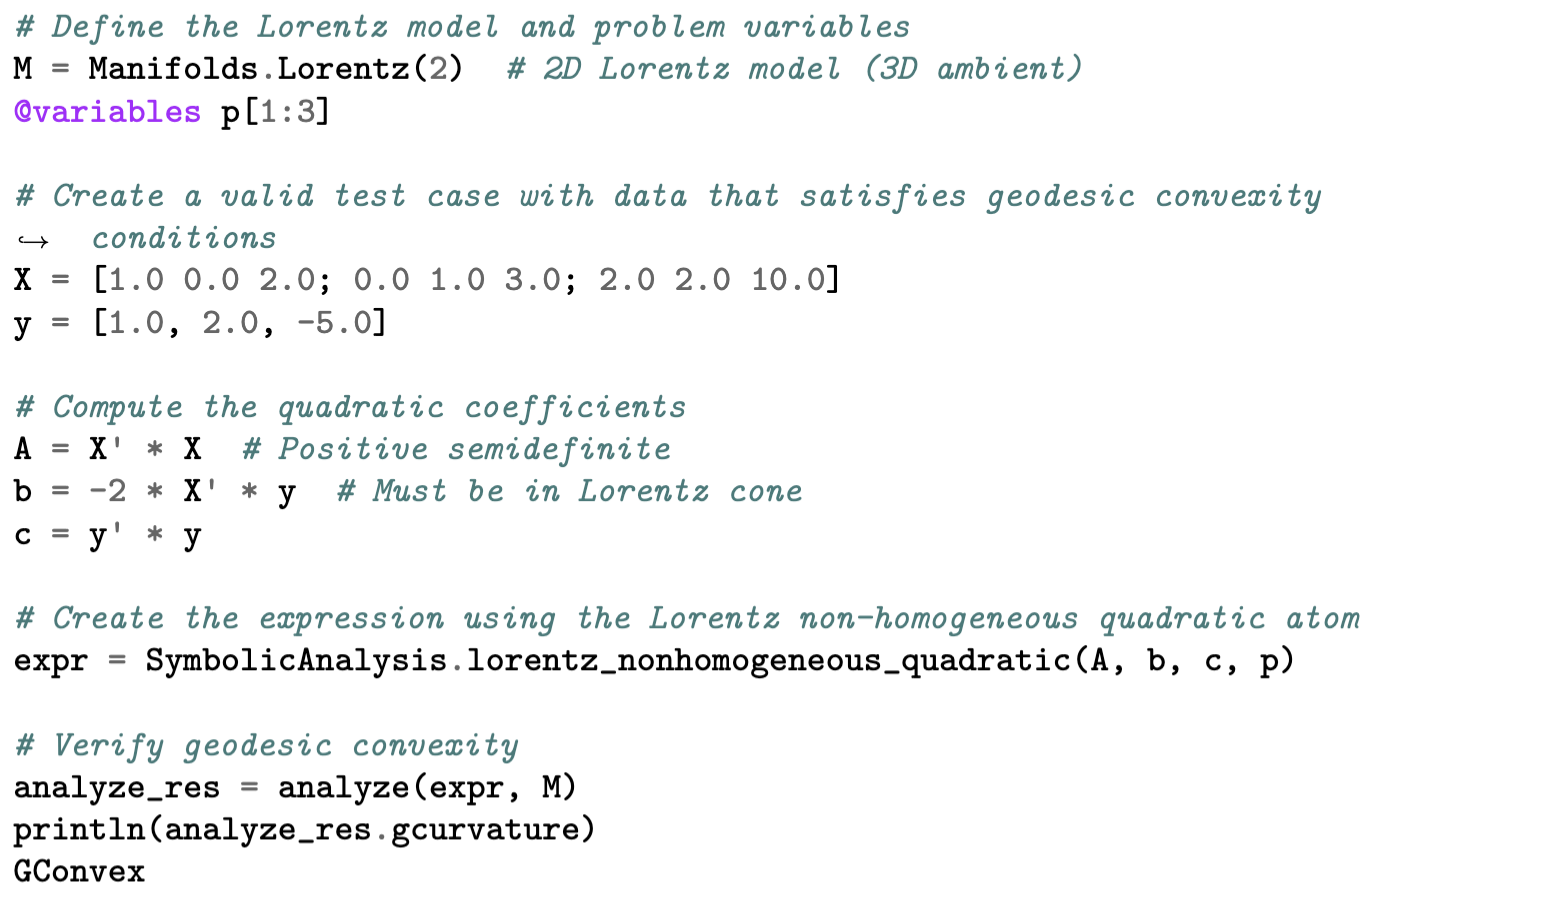 # Define the Lorentz model and problem variables
M = Manifolds.Lorentz(2)  # 2D Lorentz model (3D ambient)
@variables p[1:3]
# Create a valid test case with data that satisfies geodesic convexity
↪  conditions
X = [1.0 0.0 2.0; 0.0 1.0 3.0; 2.0 2.0 10.0]
y = [1.0, 2.0, -5.0]
# Compute the quadratic coefficients
A = X' * X  # Positive semidefinite
b = -2 * X' * y  # Must be in Lorentz cone
c = y' * y
# Create the expression using the Lorentz non-homogeneous quadratic atom
expr = SymbolicAnalysis.lorentz_nonhomogeneous_quadratic(A, b, c, p)
# Verify geodesic convexity
analyze_res = analyze(expr, M)
println(analyze_res.gcurvature)
GConvex